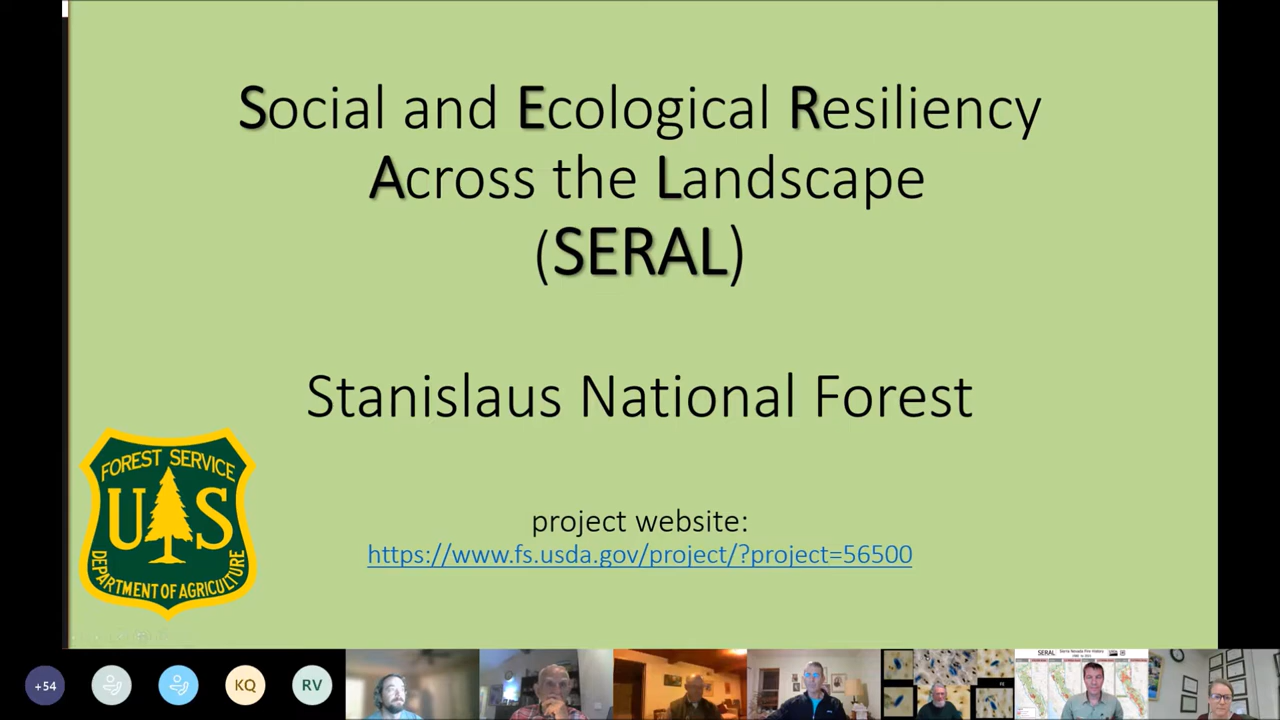 Social and Ecological Resiliency
Across the Landscape
(SERAL)
Stanislaus National Forest
project website:
https://www.fs.usda.gov/project/?project=56500
FOREST SERVICE
U S
DEPARTMENT OF AGRICULTURE
+54
KQ
RV
SERAL